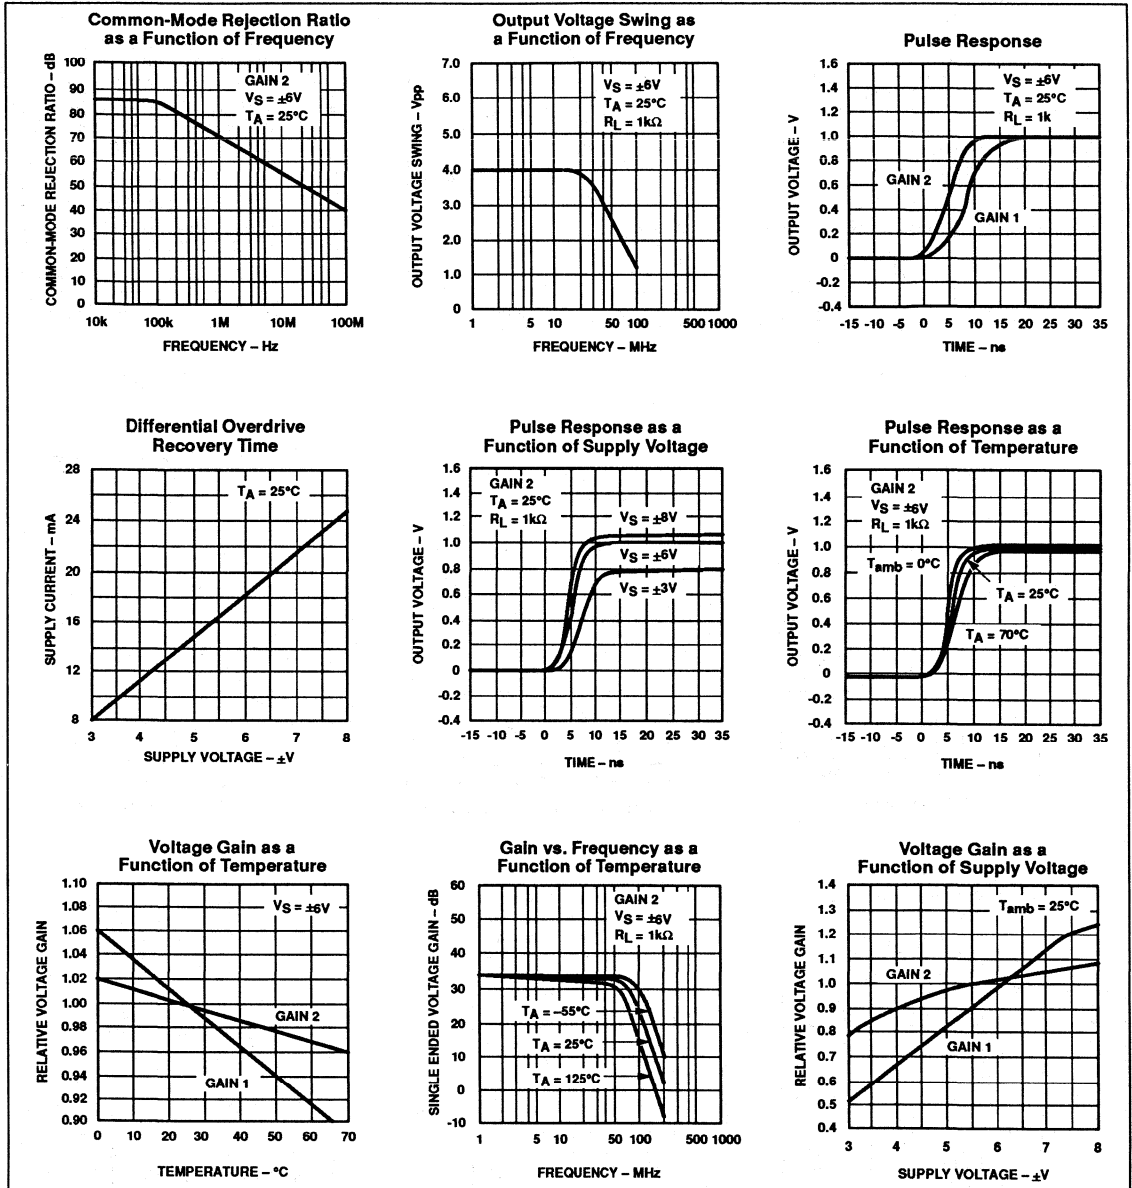 Common-Mode Rejection Ratio
as a Function of Frequency
COMMON-MODE REJECTION RATIO – dB
100
90
80
70
60
50
40
30
20
10
0
GAIN 2
VS = ±6V
TA = 25°C
10k 100k 1M 10M 100M
FREQUENCY – Hz
Output Voltage Swing as
a Function of Frequency
OUTPUT VOLTAGE SWING – Vpp
7.0
6.0
5.0
4.0
3.0
2.0
1.0
0
VS = ±6V
TA = 25°C
RL = 1kΩ
1 5 10 50 100 500 1000
FREQUENCY – MHz
Pulse Response
OUTPUT VOLTAGE – V
1.6
1.4
1.2
1.0
0.8
0.6
0.4
0.2
0
-0.2
-0.4
VS = ±6V
TA = 25°C
RL = 1k
GAIN 2
GAIN 1
-15 -10 -5 0 5 10 15 20 25 30 35
TIME – ns
Differential Overdrive
Recovery Time
SUPPLY CURRENT – mA
28
24
20
16
12
8
TA = 25°C
3 4 5 6 7 8
SUPPLY VOLTAGE – ±V
Pulse Response as a
Function of Supply Voltage
OUTPUT VOLTAGE – V
1.6
1.4
1.2
1.0
0.8
0.6
0.4
0.2
0
-0.2
-0.4
GAIN 2
TA = 25°C
RL = 1kΩ
VS = ±8V
VS = ±6V
VS = ±3V
-15 -10 -5 0 5 10 15 20 25 30 35
TIME – ns
Pulse Response as a
Function of Temperature
OUTPUT VOLTAGE – V
1.6
1.4
1.2
1.0
0.8
0.6
0.4
0.2
0
-0.2
-0.4
GAIN 2
VS = ±6V
RL = 1kΩ
Tamb = 0°C
TA = 25°C
TA = 70°C
-15 -10 -5 0 5 10 15 20 25 30 35
TIME – ns
Voltage Gain as a
Function of Temperature
RELATIVE VOLTAGE GAIN
1.10
1.08
1.06
1.04
1.02
1.00
0.98
0.96
0.94
0.92
0.90
VS = ±6V
GAIN 2
GAIN 1
0 10 20 30 40 50 60 70
TEMPERATURE – °C
Gain vs. Frequency as a
Function of Temperature
SINGLE ENDED VOLTAGE GAIN – dB
60
50
40
30
20
10
0
-10
GAIN 2
VS = ±6V
RL = 1kΩ
TA = –55°C
TA = 25°C
TA = 125°C
1 5 10 50 100 500 1000
FREQUENCY – MHz
Voltage Gain as a
Function of Supply Voltage
RELATIVE VOLTAGE GAIN
1.4
1.3
1.2
1.1
1.0
0.9
0.8
0.7
0.6
0.5
0.4
Tamb = 25°C
GAIN 2
GAIN 1
3 4 5 6 7 8
SUPPLY VOLTAGE – ±V